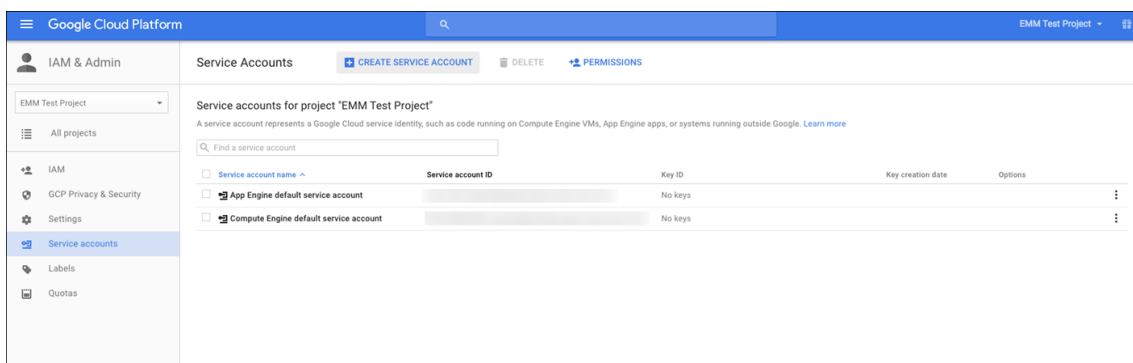 Google Cloud Platform
EMM Test Project
IAM & Admin
Service Accounts
CREATE SERVICE ACCOUNT
DELETE
PERMISSIONS
EMM Test Project
All projects
IAM
GCP Privacy & Security
Settings
Service accounts
Labels
Quotas
Service accounts for project "EMM Test Project"
A service account represents a Google Cloud service identity, such as code running on Compute Engine VMs, App Engine apps, or systems running outside Google. Learn more
Find a service account
Service account name Service account ID Key ID Key creation date Options
App Engine default service account No keys
Compute Engine default service account No keys